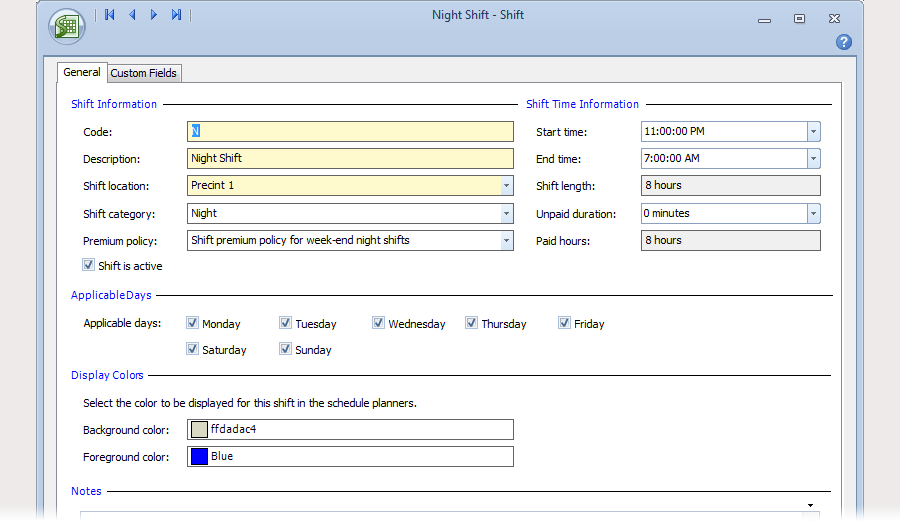 Night Shift - Shift
General Custom Fields
Shift Information
Code: N
Description: Night Shift
Shift location: Precint 1
Shift category: Night
Premium policy: Shift premium policy for week-end night shifts
Shift is active
Shift Time Information
Start time: 11:00:00 PM
End time: 7:00:00 AM
Shift length: 8 hours
Unpaid duration: 0 minutes
Paid hours: 8 hours
ApplicableDays
Applicable days: Monday Tuesday Wednesday Thursday Friday
Saturday Sunday
Display Colors
Select the color to be displayed for this shift in the schedule planners.
Background color: ffdadac4
Foreground color: Blue
Notes